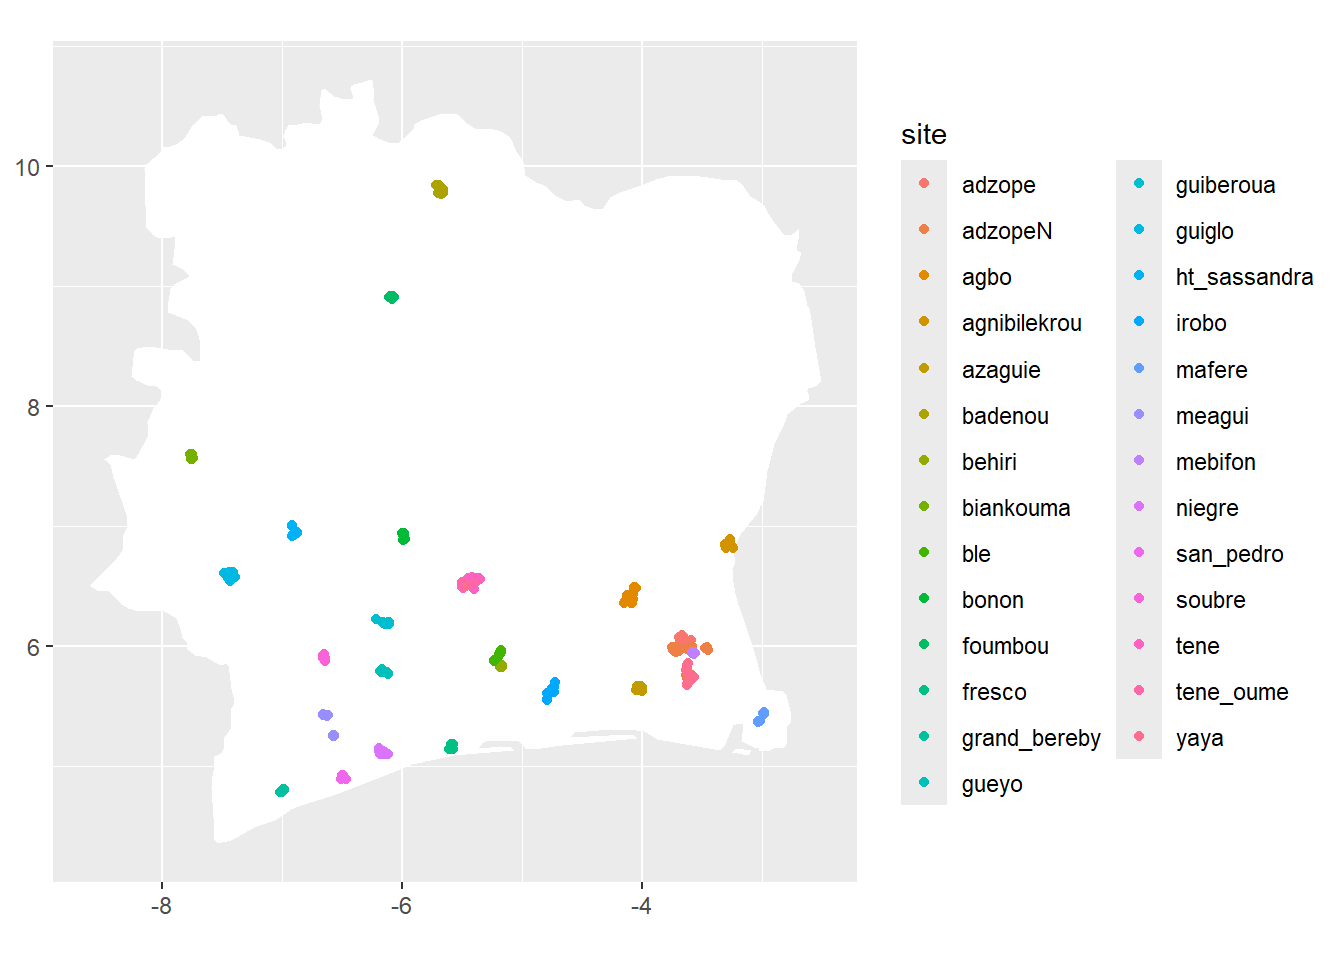 site
adzope
adzopeN
agbo
agnibilekrou
azaguie
badenou
behiri
biankouma
ble
bonon
foumbou
fresco
grand_bereby
gueyo
guiberoua
guiglo
ht_sassandra
irobo
mafere
meagui
mebifon
niegre
san_pedro
soubre
tene
tene_oume
yaya
10
8
6
-8
-6
-4